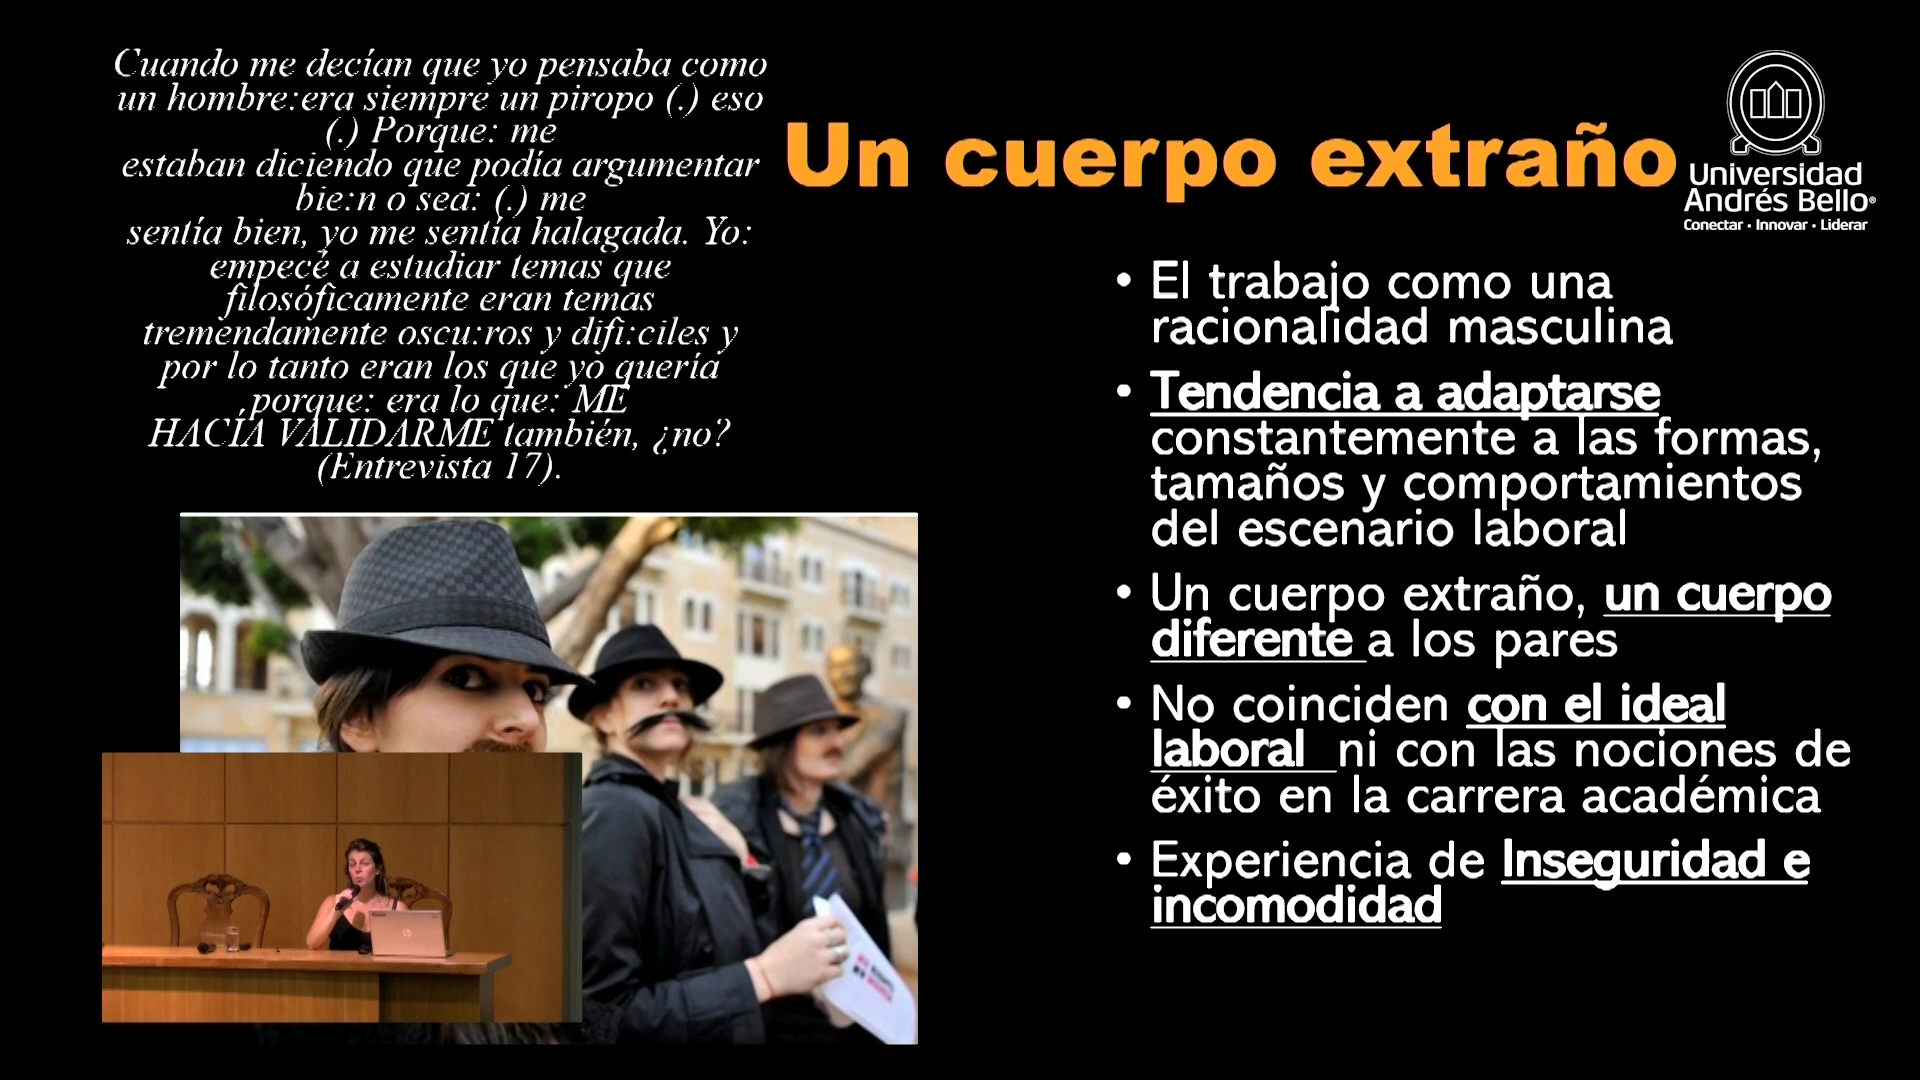 Cuando me decían que yo pensaba como
un hombre:era siempre un piropo (.) eso
(.) Porque: me
estaban diciendo que podía argumentar
bie:n o sea: (.) me
sentía bien, yo me sentía halagada. Yo:
empecé a estudiar temas que
filosóficamente eran temas
tremendamente oscu:ros y difi:ciles y
por lo tanto eran los que yo quería
porque: era lo que: ME
HACÍA VALIDARME también, ¿no?
(Entrevista 17).
Un cuerpo extraño
Universidad
Andrés Bello®
Conectar • Innovar • Liderar
• El trabajo como una
racionalidad masculina
• Tendencia a adaptarse
constantemente a las formas,
tamaños y comportamientos
del escenario laboral
• Un cuerpo extraño, un cuerpo
diferente a los pares
• No coinciden con el ideal
laboral ni con las nociones de
éxito en la carrera académica
• Experiencia de Inseguridad e
incomodidad
hp